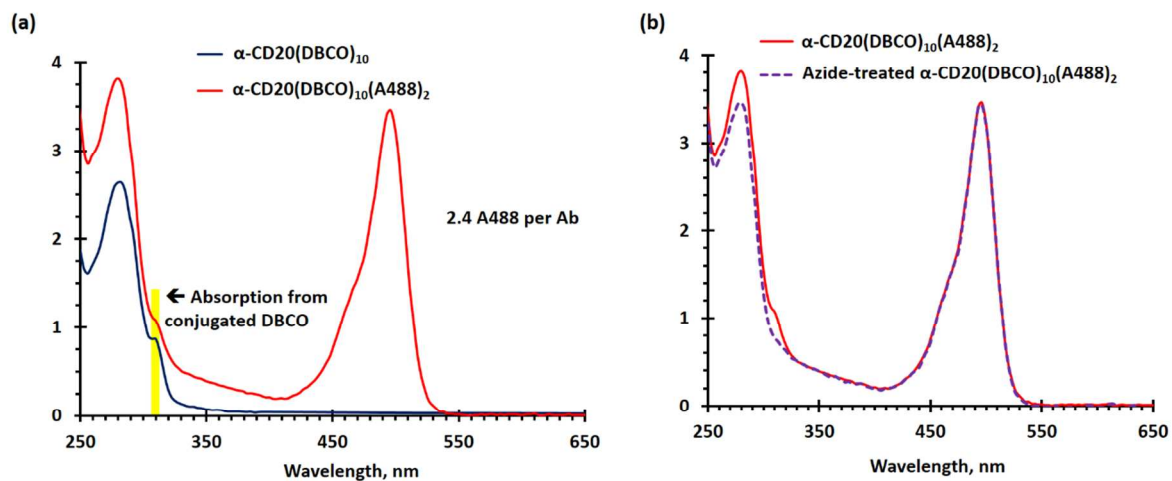 (a)
α-CD20(DBCO)₁₀
α-CD20(DBCO)₁₀(A488)₂
4
3
2
1
0
2.4 A488 per Ab
← Absorption from
conjugated DBCO
250
350
450
550
650
Wavelength, nm
(b)
α-CD20(DBCO)₁₀(A488)₂
Azide-treated α-CD20(DBCO)₁₀(A488)₂
4
3
2
1
0
250
350
450
550
650
Wavelength, nm